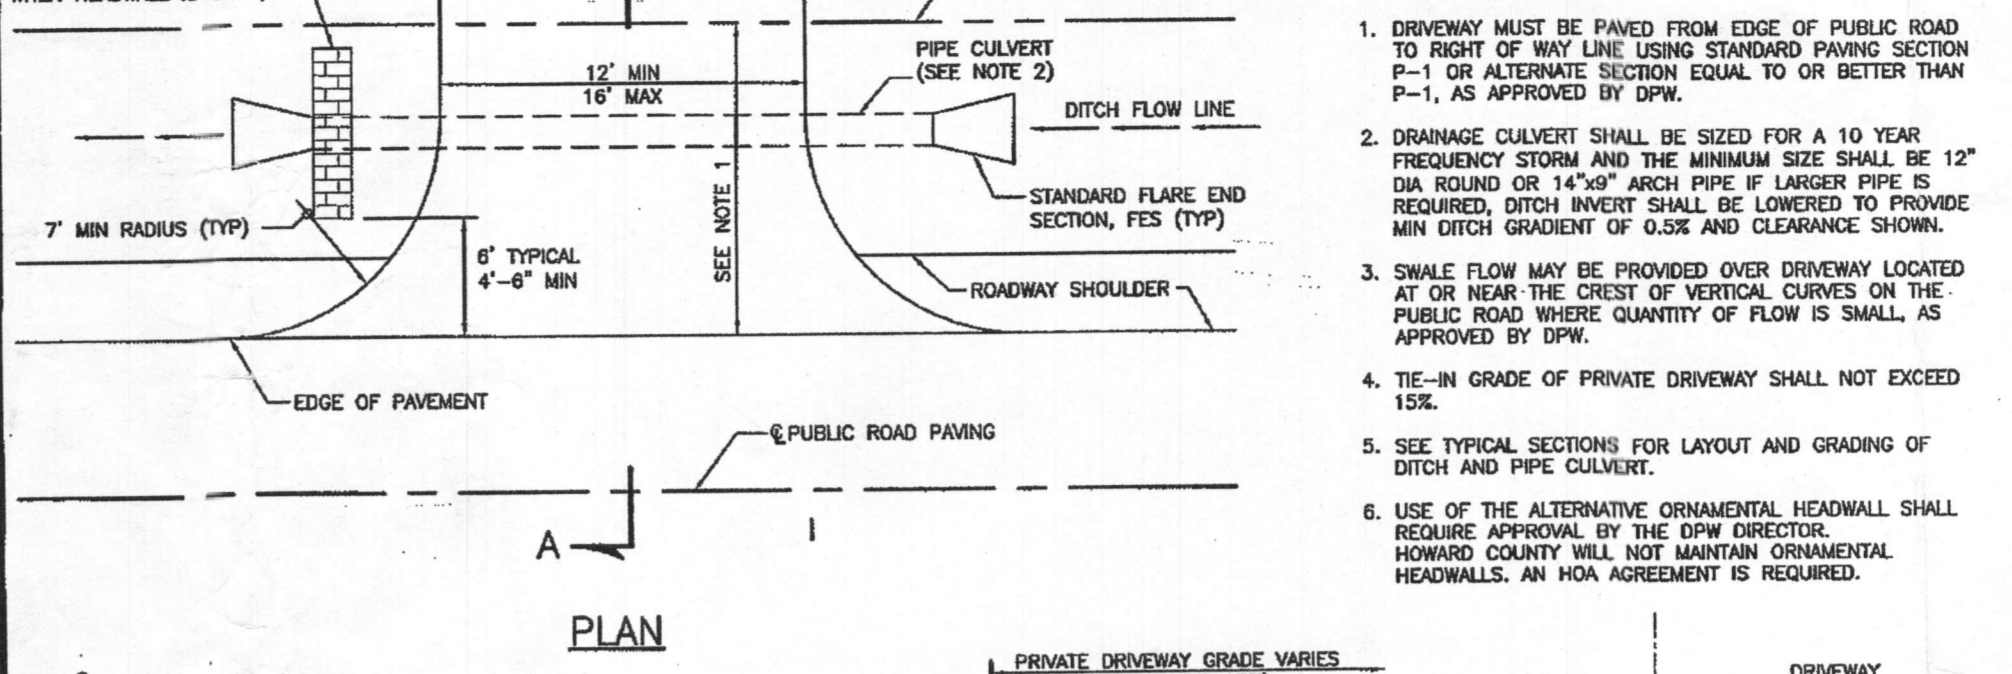 12' MIN
16' MAX
PIPE CULVERT
(SEE NOTE 2)
DITCH FLOW LINE
STANDARD FLARE END
SECTION, FES (TYP)
7' MIN RADIUS (TYP)
6' TYPICAL
4'-6" MIN
SEE NOTE 1
ROADWAY SHOULDER
EDGE OF PAVEMENT
℄ PUBLIC ROAD PAVING
A
PLAN
PRIVATE DRIVEWAY GRADE VARIES
1. DRIVEWAY MUST BE PAVED FROM EDGE OF PUBLIC ROAD
TO RIGHT OF WAY LINE USING STANDARD PAVING SECTION
P-1 OR ALTERNATE SECTION EQUAL TO OR BETTER THAN
P-1, AS APPROVED BY DPW.
2. DRAINAGE CULVERT SHALL BE SIZED FOR A 10 YEAR
FREQUENCY STORM AND THE MINIMUM SIZE SHALL BE 12"
DIA ROUND OR 14"x9" ARCH PIPE IF LARGER PIPE IS
REQUIRED, DITCH INVERT SHALL BE LOWERED TO PROVIDE
MIN DITCH GRADIENT OF 0.5% AND CLEARANCE SHOWN.
3. SWALE FLOW MAY BE PROVIDED OVER DRIVEWAY LOCATED
AT OR NEAR THE CREST OF VERTICAL CURVES ON THE
PUBLIC ROAD WHERE QUANTITY OF FLOW IS SMALL, AS
APPROVED BY DPW.
4. TIE-IN GRADE OF PRIVATE DRIVEWAY SHALL NOT EXCEED
15%.
5. SEE TYPICAL SECTIONS FOR LAYOUT AND GRADING OF
DITCH AND PIPE CULVERT.
6. USE OF THE ALTERNATIVE ORNAMENTAL HEADWALL SHALL
REQUIRE APPROVAL BY THE DPW DIRECTOR.
HOWARD COUNTY WILL NOT MAINTAIN ORNAMENTAL
HEADWALLS. AN HOA AGREEMENT IS REQUIRED.
DRIVEWAY